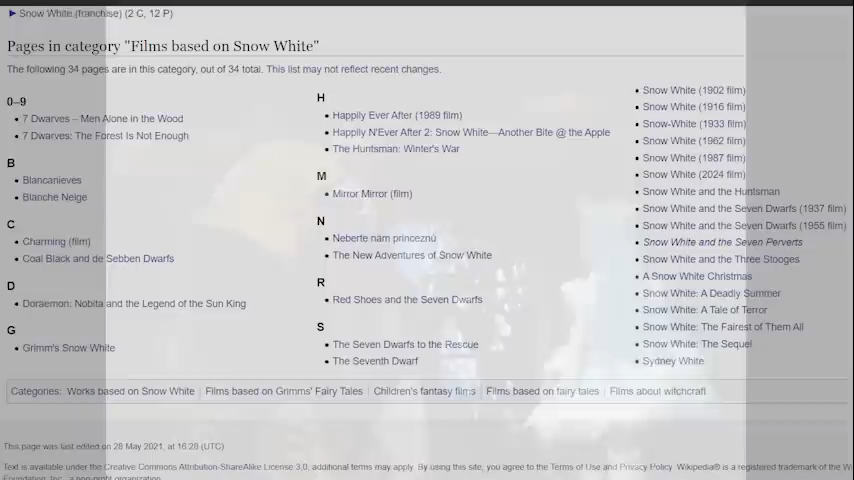 ► Snow White (franchise) (2 C, 12 P)
Pages in category "Films based on Snow White"
The following 34 pages are in this category, out of 34 total. This list may not reflect recent changes.
0–9
• 7 Dwarves – Men Alone in the Wood
• 7 Dwarves: The Forest Is Not Enough
B
• Blancanieves
• Blanche Neige
C
• Charming (film)
• Coal Black and de Sebben Dwarfs
D
• Doraemon: Nobita and the Legend of the Sun King
G
• Grimm's Snow White
H
• Happily Ever After (1989 film)
• Happily N'Ever After 2: Snow White—Another Bite @ the Apple
• The Huntsman: Winter's War
M
• Mirror Mirror (film)
N
• Neberte nám princeznú
• The New Adventures of Snow White
R
• Red Shoes and the Seven Dwarfs
S
• The Seven Dwarfs to the Rescue
• The Seventh Dwarf
• Snow White (1902 film)
• Snow White (1916 film)
• Snow-White (1933 film)
• Snow White (1962 film)
• Snow White (1987 film)
• Snow White (2024 film)
• Snow White and the Huntsman
• Snow White and the Seven Dwarfs (1937 film)
• Snow White and the Seven Dwarfs (1955 film)
• Snow White and the Seven Perverts
• Snow White and the Three Stooges
• A Snow White Christmas
• Snow White: A Deadly Summer
• Snow White: A Tale of Terror
• Snow White: The Fairest of Them All
• Snow White: The Sequel
• Sydney White
Categories: Works based on Snow White | Films based on Grimms' Fairy Tales | Children's fantasy films | Films based on fairy tales | Films about witchcraft
This page was last edited on 28 May 2021, at 16:28 (UTC)
Text is available under the Creative Commons Attribution-ShareAlike License 3.0, additional terms may apply. By using this site, you agree to the Terms of Use and Privacy Policy. Wikipedia® is a registered trademark of the
Foundation, Inc., a non-profit organization.